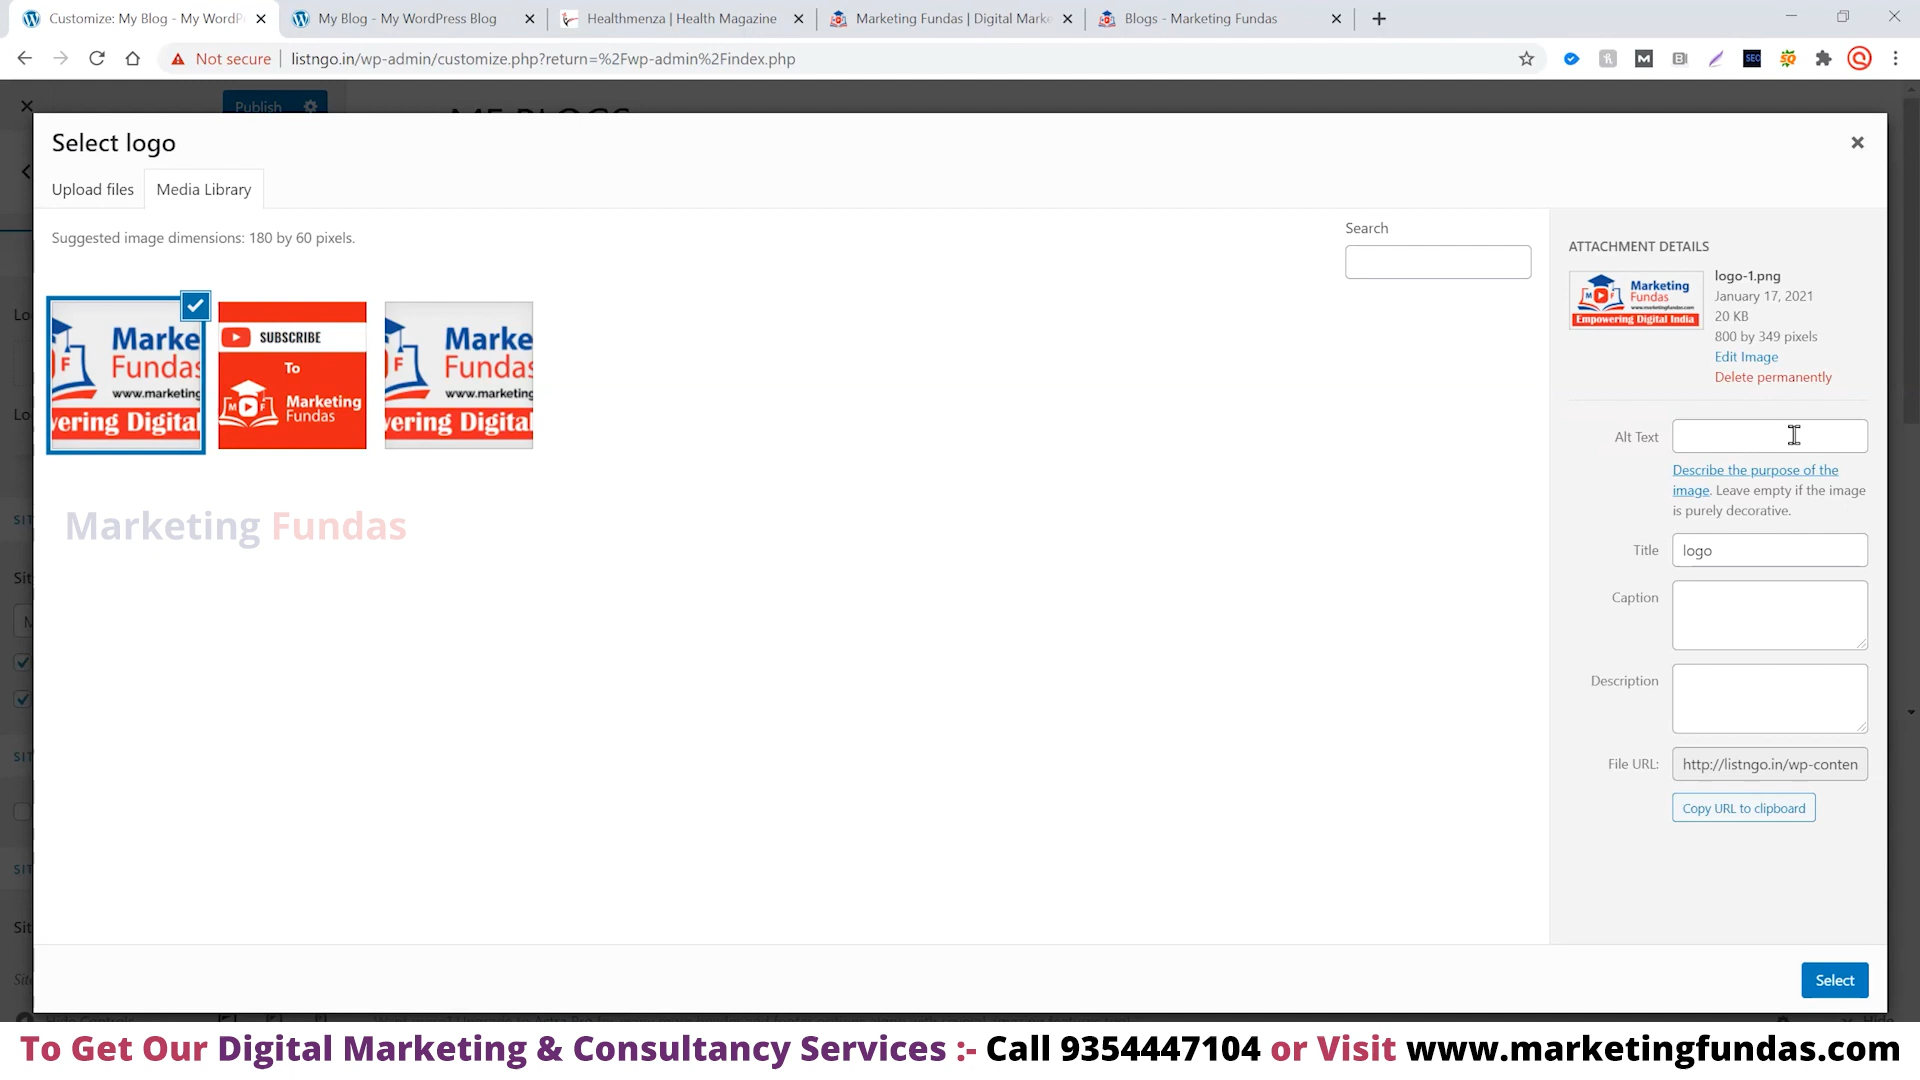 Customize: My Blog - My WordPr
My Blog - My WordPress Blog
Healthmenza | Health Magazine
Marketing Fundas | Digital Marke
Blogs - Marketing Fundas
Not secure
listngo.in/wp-admin/customize.php?return=%2Fwp-admin%2Findex.php
Publish
Select logo
Upload files
Media Library
Suggested image dimensions: 180 by 60 pixels.
Search
Marke
Fundas
www.marketing
vering Digital
SUBSCRIBE
To
M F
Marketing
Fundas
Marke
Fundas
www.marketing
ering Digital
Marketing Fundas
ATTACHMENT DETAILS
Marketing
Fundas
www.marketingfundas.com
Empowering Digital India
logo-1.png
January 17, 2021
20 KB
800 by 349 pixels
Edit Image
Delete permanently
Alt Text
Describe the purpose of the
image. Leave empty if the image
is purely decorative.
Title
logo
Caption
Description
File URL:
http://listngo.in/wp-conten
Copy URL to clipboard
Select
To Get Our Digital Marketing & Consultancy Services :- Call 9354447104 or Visit www.marketingfundas.com